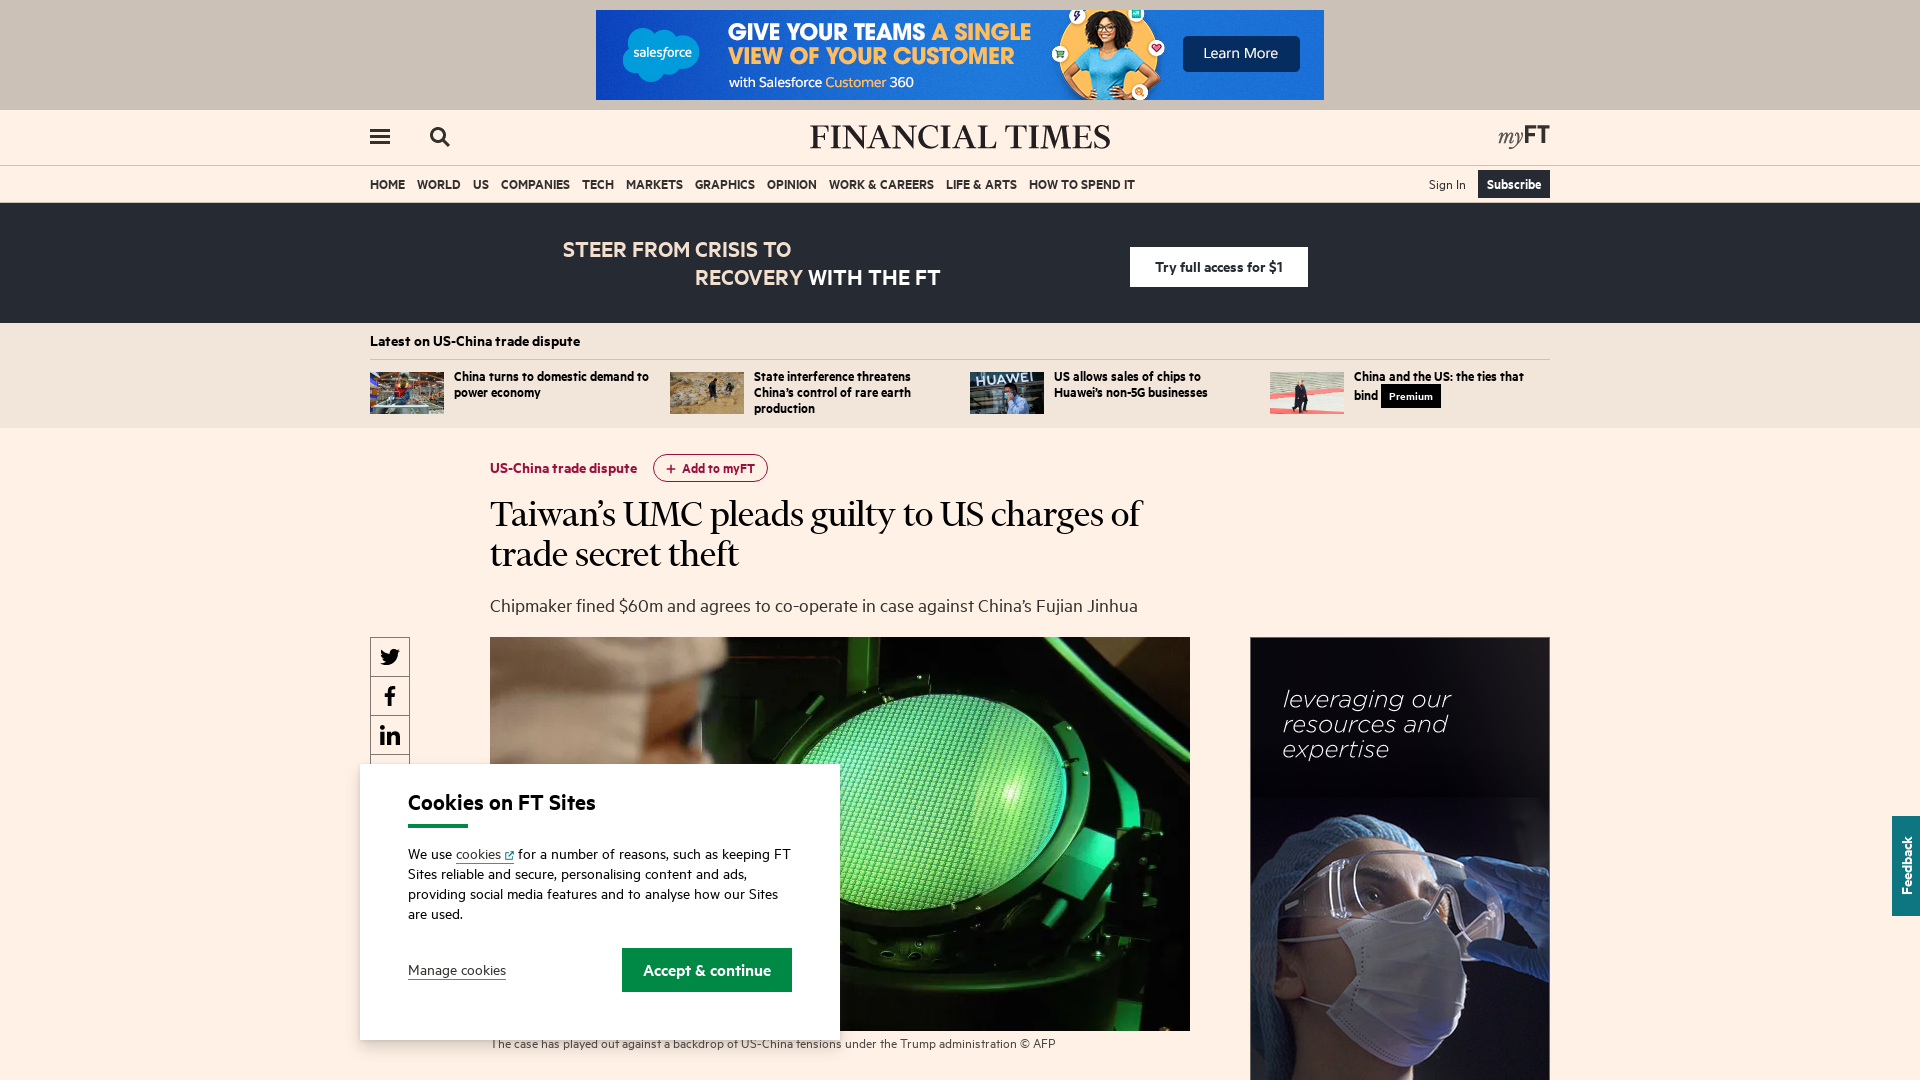 salesforce
GIVE YOUR TEAMS A SINGLE
VIEW OF YOUR CUSTOMER
with Salesforce Customer 360
Learn More
FINANCIAL TIMES
myFT
HOME WORLD US COMPANIES TECH MARKETS GRAPHICS OPINION WORK & CAREERS LIFE & ARTS HOW TO SPEND IT
Sign In Subscribe
STEER FROM CRISIS TO
RECOVERY WITH THE FT
Try full access for $1
Latest on US-China trade dispute
China turns to domestic demand to
power economy
State interference threatens
China's control of rare earth
production
HUAWEI
US allows sales of chips to
Huawei's non-5G businesses
China and the US: the ties that
bind Premium
US-China trade dispute
+ Add to myFT
Taiwan's UMC pleads guilty to US charges of
trade secret theft
Chipmaker fined $60m and agrees to co-operate in case against China's Fujian Jinhua
leveraging our
resources and
expertise
Cookies on FT Sites
We use cookies for a number of reasons, such as keeping FT
Sites reliable and secure, personalising content and ads,
providing social media features and to analyse how our Sites
are used.
Manage cookies
Accept & continue
The case has played out against a backdrop of US-China tensions under the Trump administration © AFP
Feedback